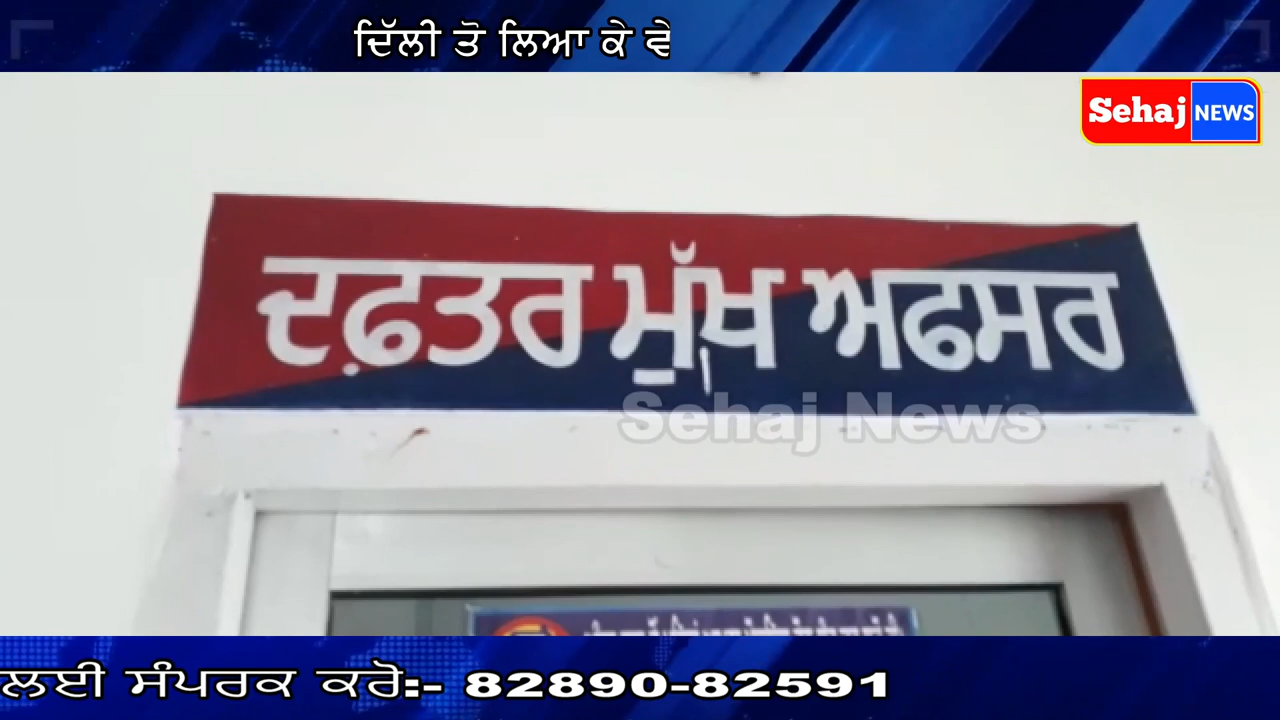 ਦਿੱਲੀ ਤੋ ਲਿਆ ਕੇ ਵੇ
Sehaj NEWS
ਦਫ਼ਤਰ ਮੁੱਖ ਅਫਸਰ
Sehaj News
ਲਈ ਸੰਪਰਕ ਕਰੋ:- 82890-82591